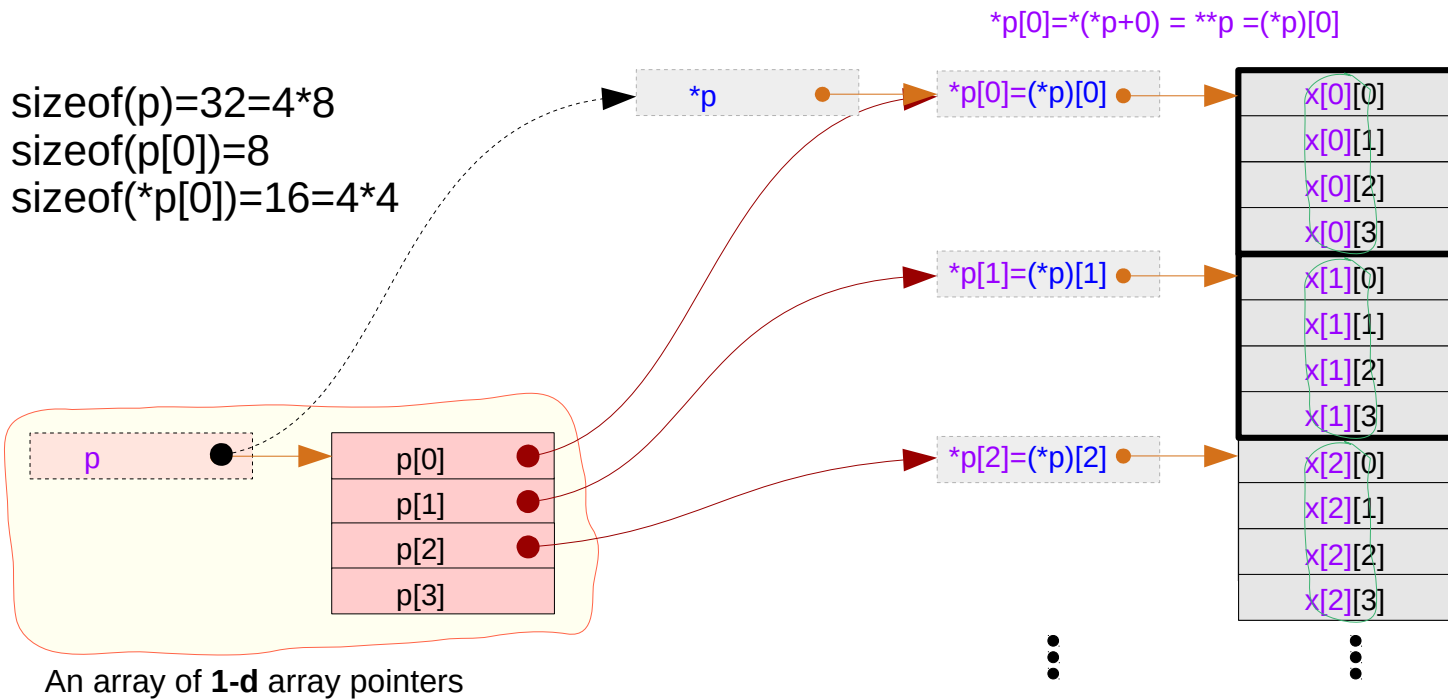 *p[0]=*(*p+0) = **p =(*p)[0]
sizeof(p)=32=4*8
sizeof(p[0])=8
sizeof(*p[0])=16=4*4
*p
*p[0]=(*p)[0]
x[0][0]
x[0][1]
x[0][2]
x[0][3]
*p[1]=(*p)[1]
x[1][0]
x[1][1]
x[1][2]
x[1][3]
p
p[0]
p[1]
p[2]
p[3]
*p[2]=(*p)[2]
x[2][0]
x[2][1]
x[2][2]
x[2][3]
An array of 1-d array pointers